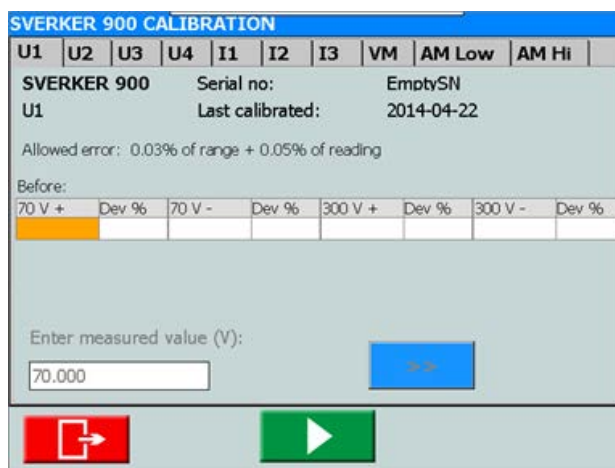 SVERKER 900 CALIBRATION
U1 U2 U3 U4 I1 I2 I3 VM AM Low AM Hi
SVERKER 900 Serial no: EmptySN
U1 Last calibrated: 2014-04-22
Allowed error: 0.03% of range + 0.05% of reading
Before:
70 V + Dev % 70 V - Dev % 300 V + Dev % 300 V - Dev %
Enter measured value (V):
70.000 >>